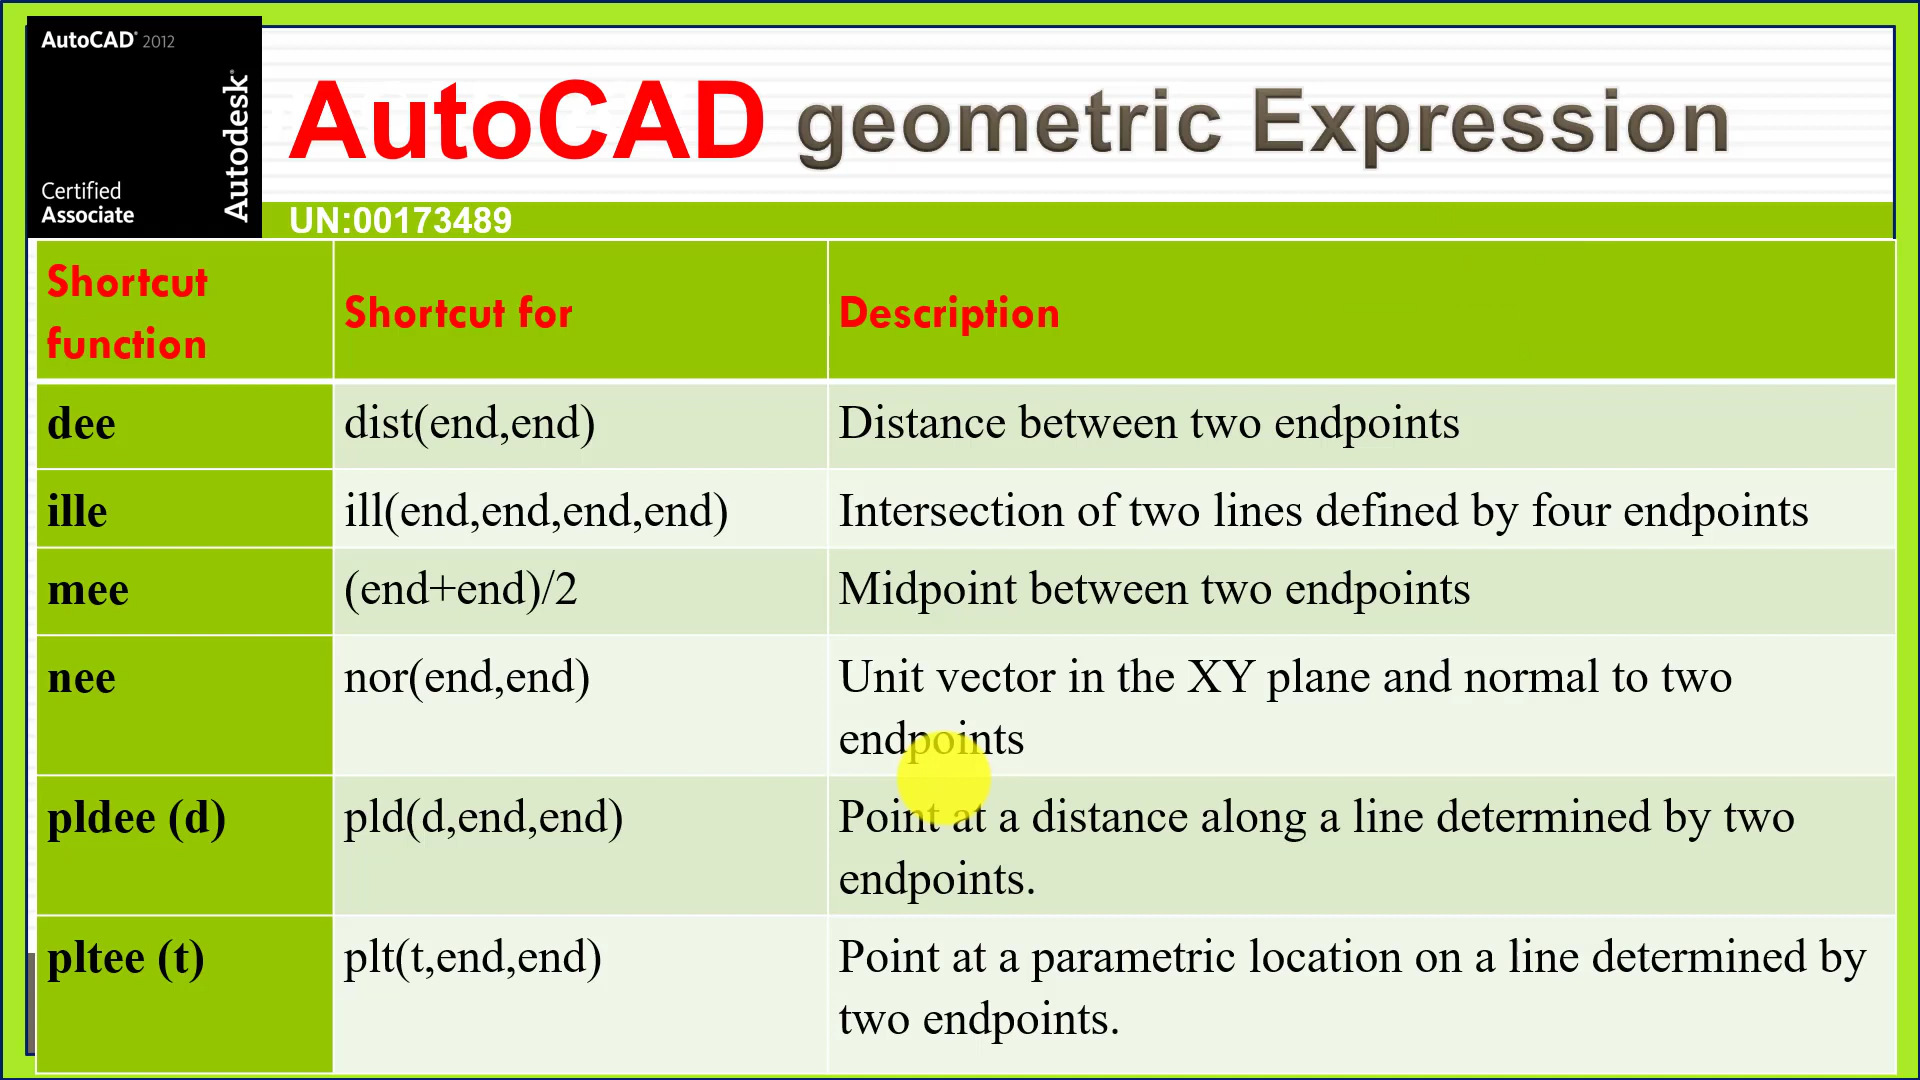 AutoCAD® 2012
Autodesk®
Certified
Associate
AutoCAD geometric Expression
UN:00173489
Shortcut
function
Shortcut for
Description
dee
dist(end,end)
Distance between two endpoints
ille
ill(end,end,end,end)
Intersection of two lines defined by four endpoints
mee
(end+end)/2
Midpoint between two endpoints
nee
nor(end,end)
Unit vector in the XY plane and normal to two
endpoints
pldee (d)
pld(d,end,end)
Point at a distance along a line determined by two
endpoints.
pltee (t)
plt(t,end,end)
Point at a parametric location on a line determined by
two endpoints.